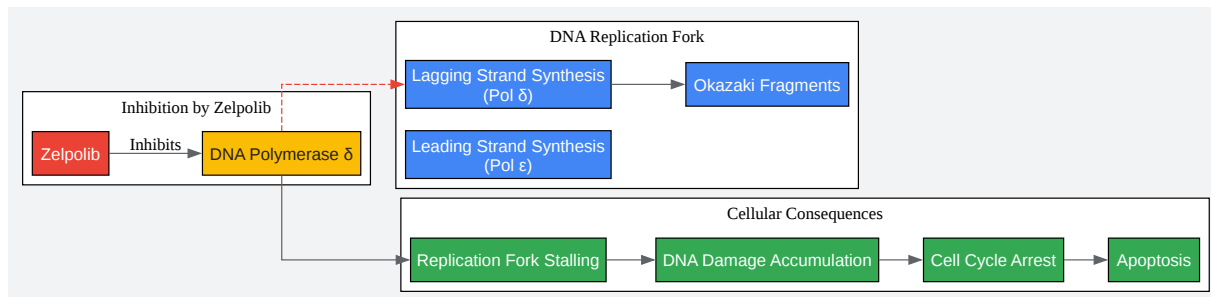 DNA Replication Fork
Lagging Strand Synthesis
(Pol δ)
Okazaki Fragments
Leading Strand Synthesis
(Pol ε)
Inhibition by Zelpolib
Zelpolib
Inhibits
DNA Polymerase δ
Cellular Consequences
Replication Fork Stalling
DNA Damage Accumulation
Cell Cycle Arrest
Apoptosis